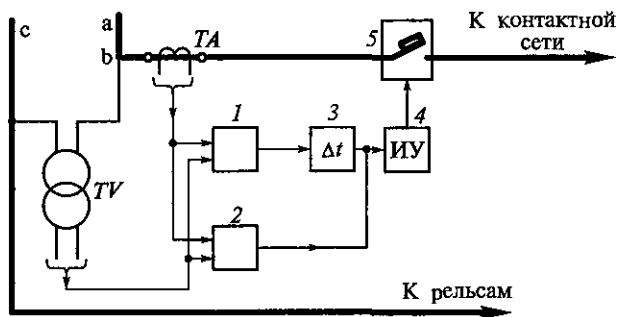 c
a
b
TA
5
К контактной
сети
1
3
4
Δt
ИУ
TV
2
К рельсам